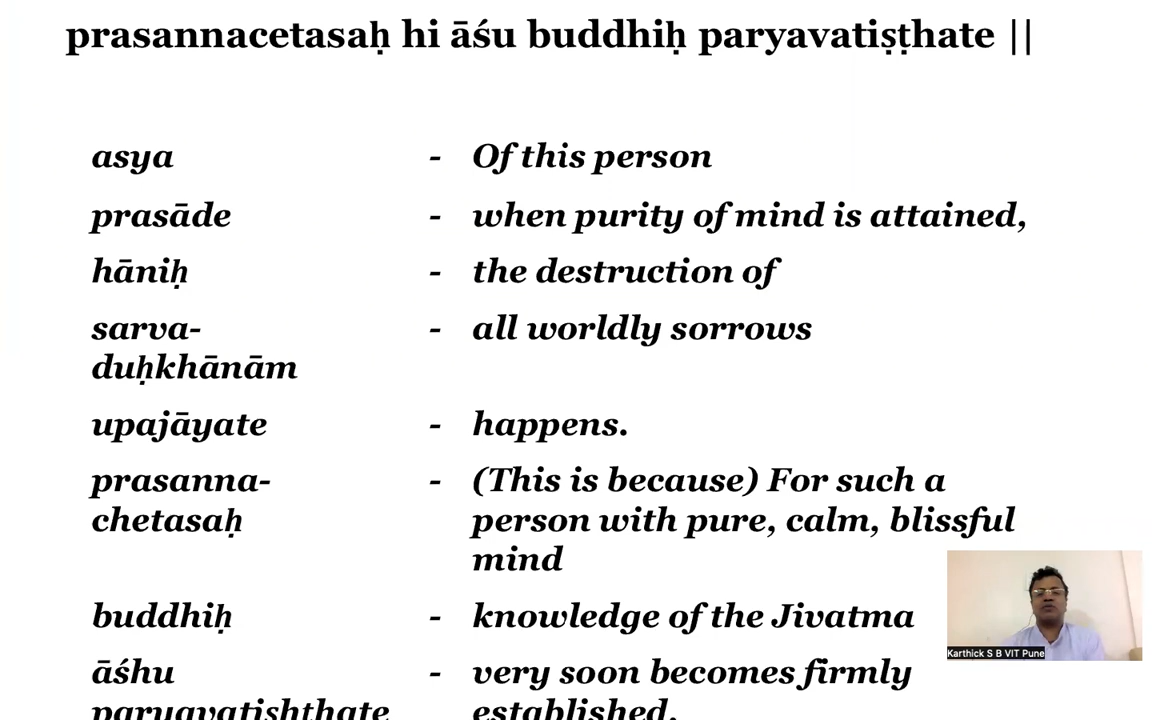 prasannacetasaḥ hi āśu buddhiḥ paryavatiṣṭhate ||
asya - Of this person
prasāde - when purity of mind is attained,
hāniḥ - the destruction of
sarva- - all worldly sorrows
duḥkhānām
upajāyate - happens.
prasanna- - (This is because) For such a
chetasaḥ person with pure, calm, blissful
mind
buddhiḥ - knowledge of the Jivatma
āśhu - very soon becomes firmly
paryavatishthate established.
Karthick S B VIT Pune